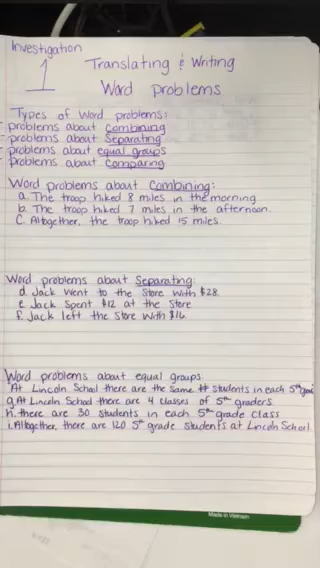 Investigation
1
Translating & Writing
Word problems
Types of Word problems:
problems about combining
problems about Separating
problems about equal groups
problems about comparing
Word problems about Combining:
a. The troop hiked 8 miles in the morning
b. The troop hiked 7 miles in the afternoon.
C. Altogether, the troop hiked 15 miles.
Word problems about Separating:
d. Jack went to the Store with $28.
e. Jack Spent $12 at the Store
f. Jack left the Store with $16.
Word problems about equal groups:
At Lincoln School there are the same # students in each 5th
g. At Lincoln School there are 4 classes of 5th graders.
h. there are 30 students in each 5th grade class
i. Altogether, there are 120 5th grade students at Lincoln School.
Made in Vietnam